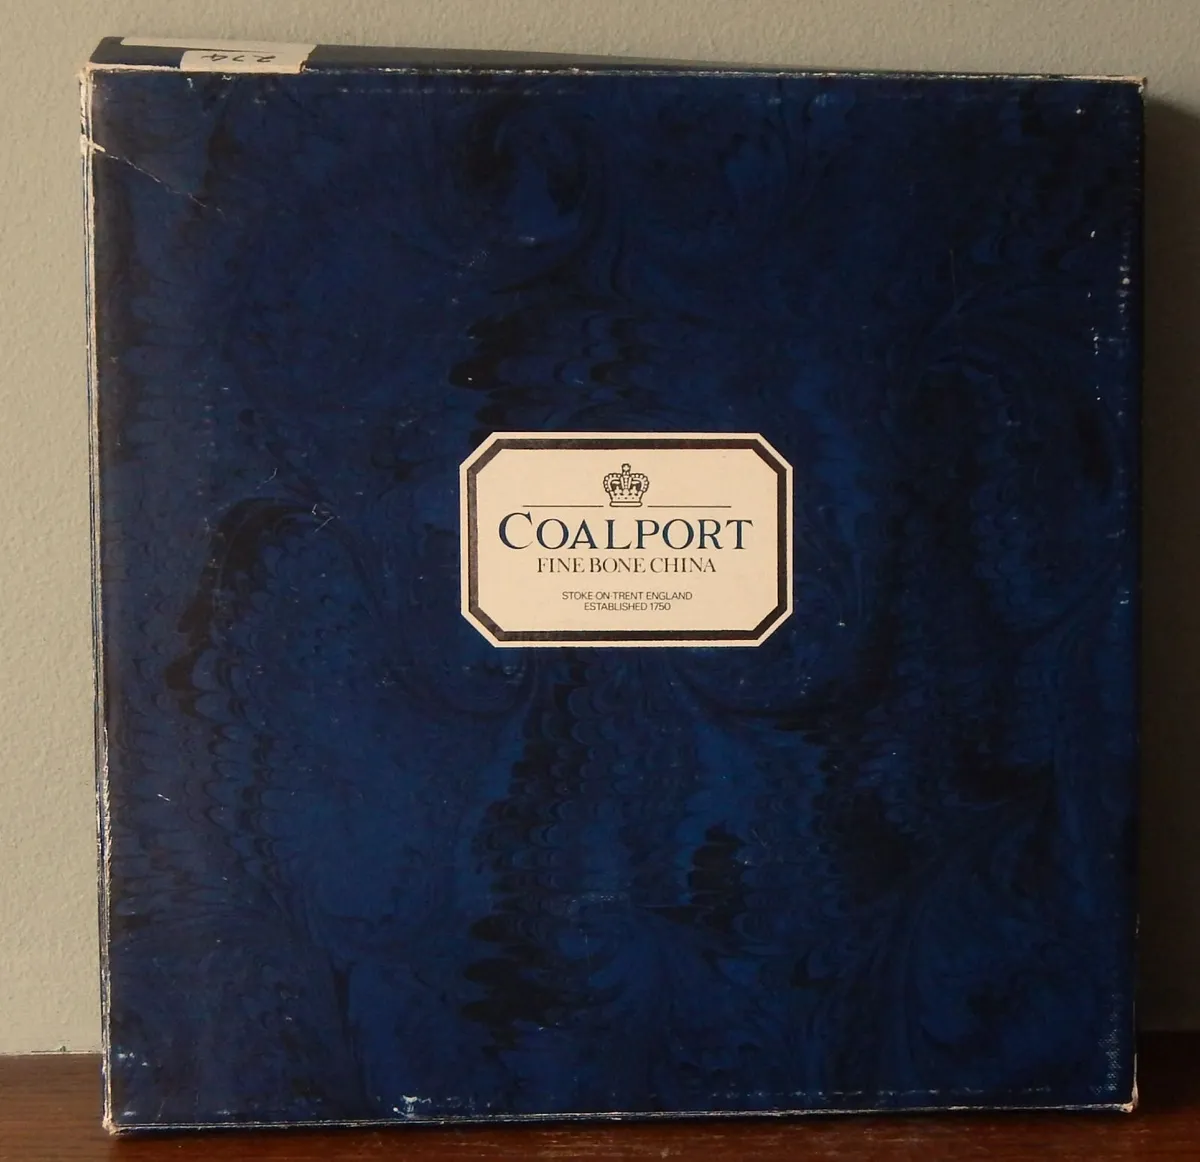 COALPORT
FINE BONE CHINA
STOKE-ON-TRENT ENGLAND
ESTABLISHED 1750